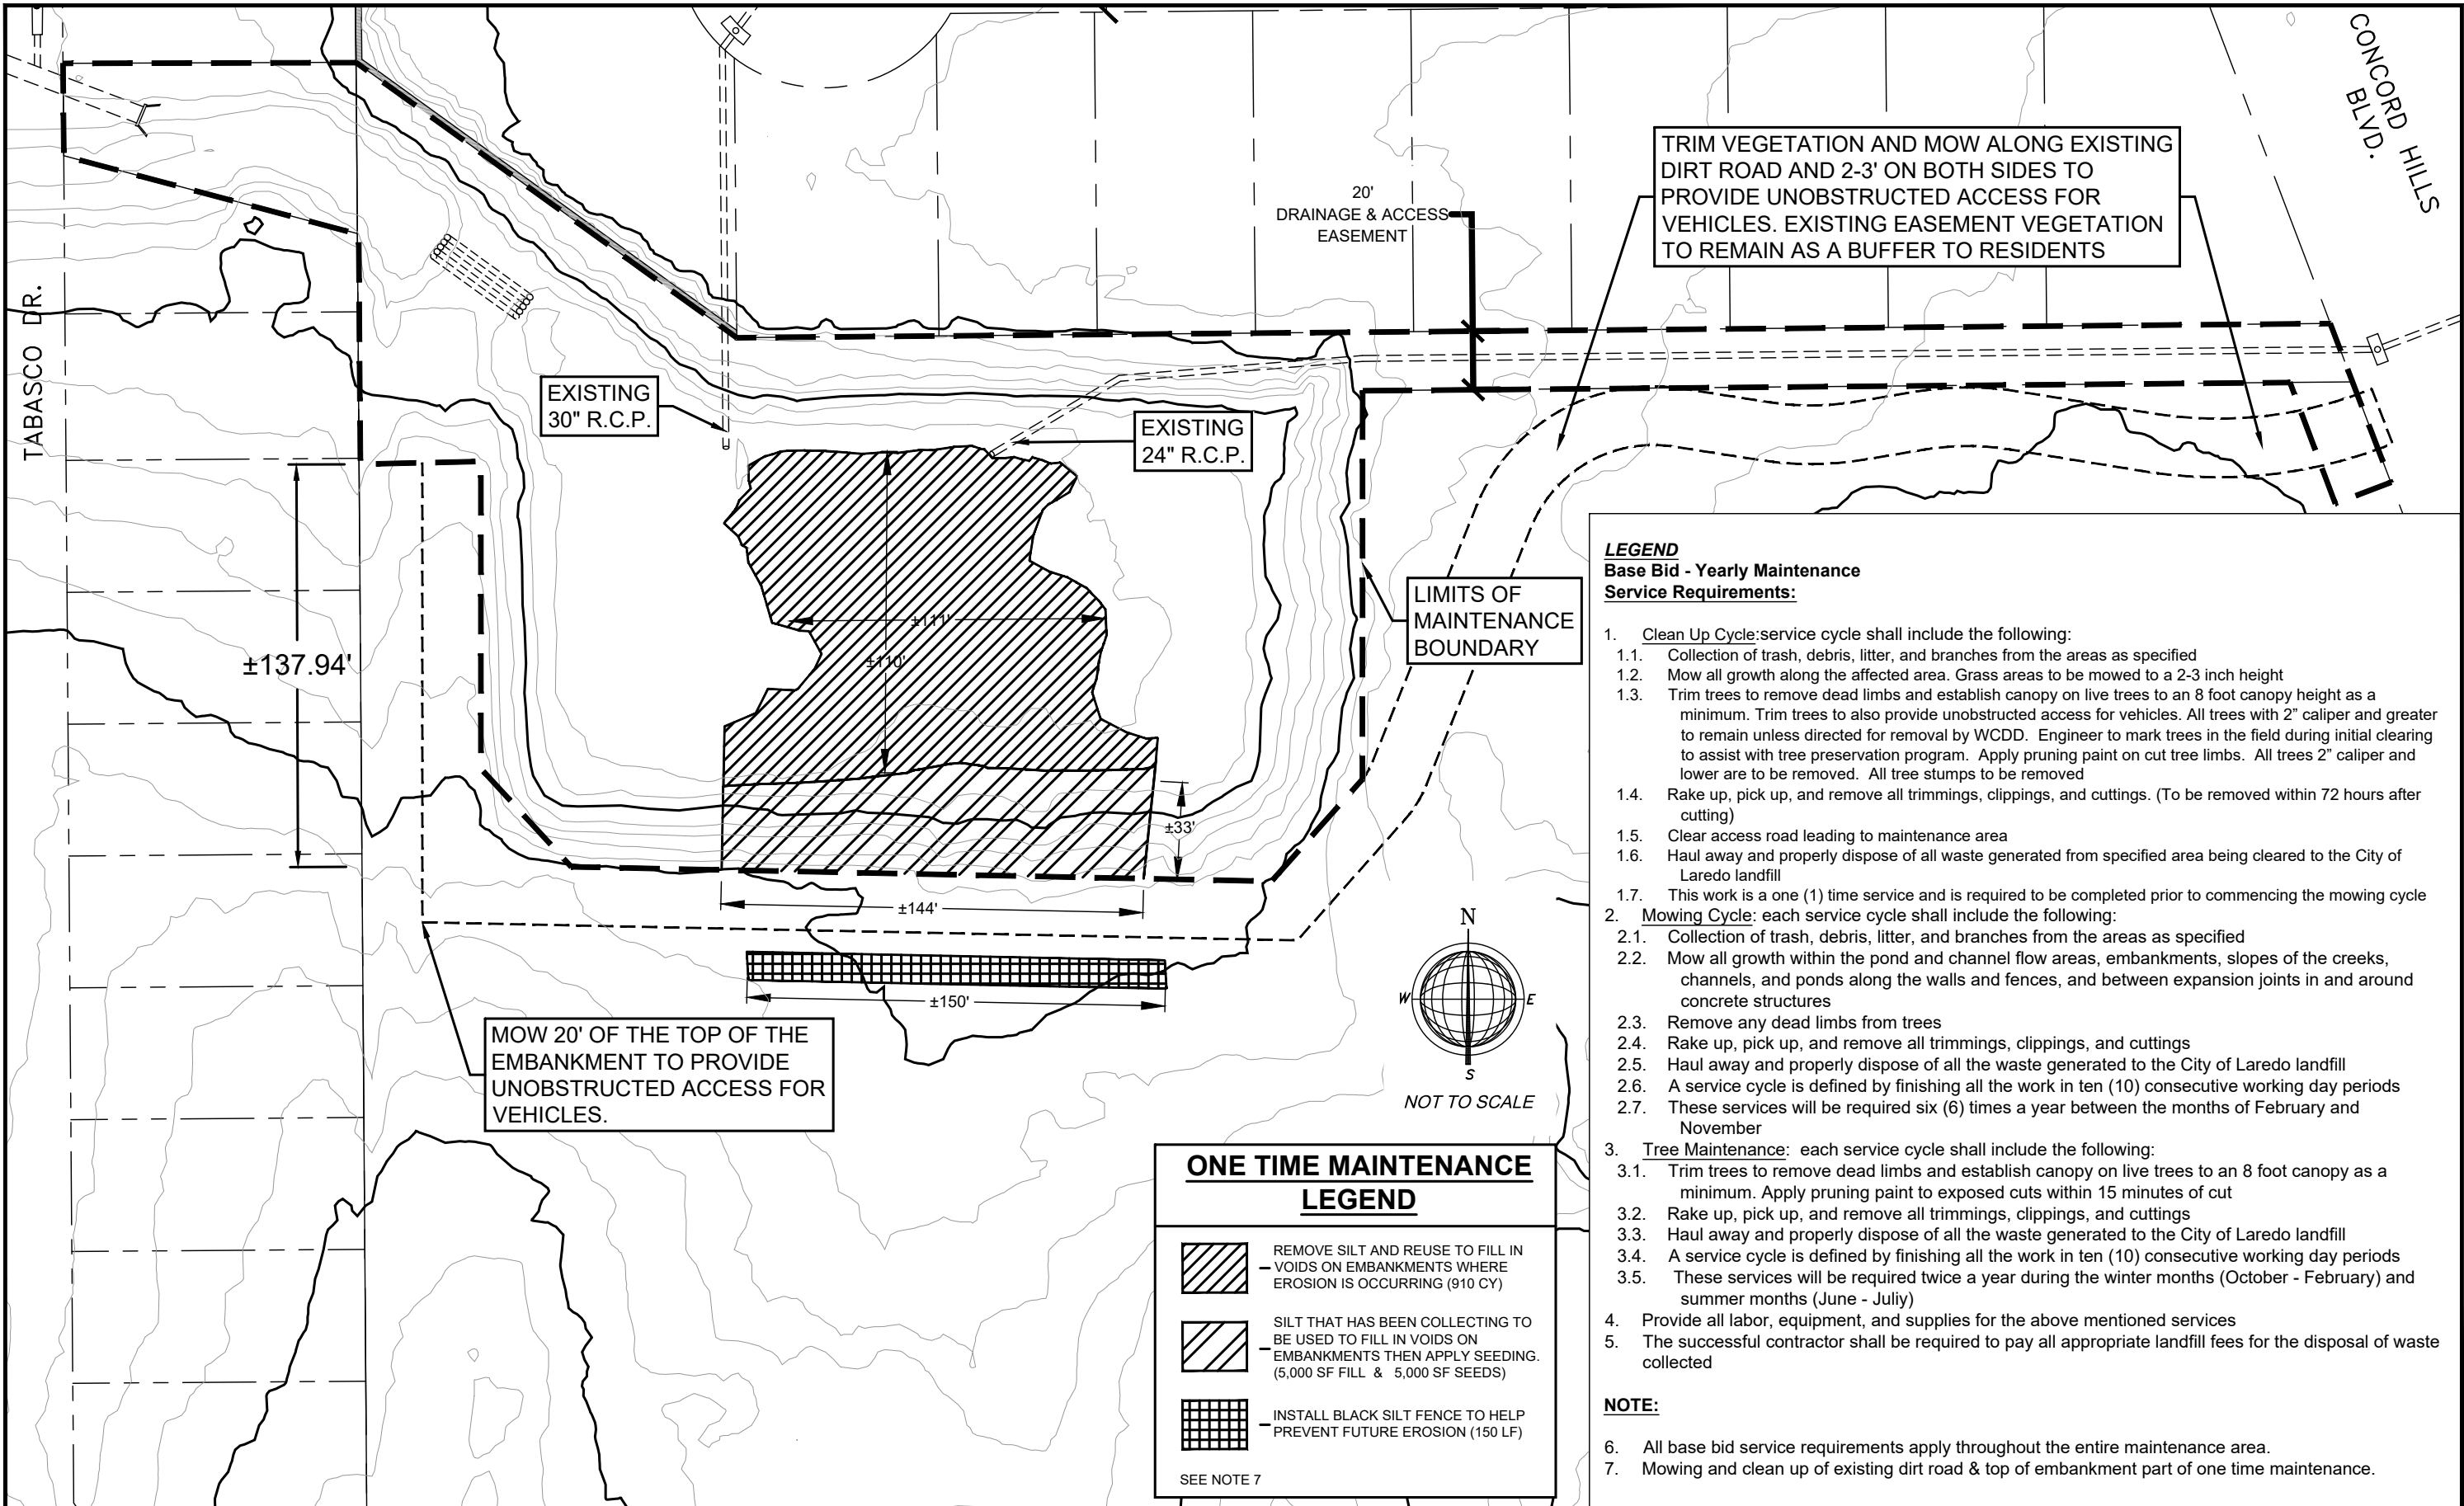 CONCORD HILLS
BLVD.
TABASCO DR.
TRIM VEGETATION AND MOW ALONG EXISTING
DIRT ROAD AND 2-3' ON BOTH SIDES TO
PROVIDE UNOBSTRUCTED ACCESS FOR
VEHICLES. EXISTING EASEMENT VEGETATION
TO REMAIN AS A BUFFER TO RESIDENTS
20'
DRAINAGE & ACCESS
EASEMENT
EXISTING
30" R.C.P.
EXISTING
24" R.C.P.
LIMITS OF
MAINTENANCE
BOUNDARY
±137.94'
±111'
±110'
±33'
±144'
±150'
MOW 20' OF THE TOP OF THE
EMBANKMENT TO PROVIDE
UNOBSTRUCTED ACCESS FOR
VEHICLES.
N
W
E
S
NOT TO SCALE
ONE TIME MAINTENANCE
LEGEND
REMOVE SILT AND REUSE TO FILL IN
VOIDS ON EMBANKMENTS WHERE
EROSION IS OCCURRING (910 CY)
SILT THAT HAS BEEN COLLECTING TO
BE USED TO FILL IN VOIDS ON
EMBANKMENTS THEN APPLY SEEDING.
(5,000 SF FILL & 5,000 SF SEEDS)
INSTALL BLACK SILT FENCE TO HELP
PREVENT FUTURE EROSION (150 LF)
SEE NOTE 7
LEGEND
Base Bid - Yearly Maintenance
Service Requirements:
1. Clean Up Cycle:service cycle shall include the following:
1.1. Collection of trash, debris, litter, and branches from the areas as specified
1.2. Mow all growth along the affected area. Grass areas to be mowed to a 2-3 inch height
1.3. Trim trees to remove dead limbs and establish canopy on live trees to an 8 foot canopy height as a
minimum. Trim trees to also provide unobstructed access for vehicles. All trees with 2” caliper and greater
to remain unless directed for removal by WCDD. Engineer to mark trees in the field during initial clearing
to assist with tree preservation program. Apply pruning paint on cut tree limbs. All trees 2” caliper and
lower are to be removed. All tree stumps to be removed
1.4. Rake up, pick up, and remove all trimmings, clippings, and cuttings. (To be removed within 72 hours after
cutting)
1.5. Clear access road leading to maintenance area
1.6. Haul away and properly dispose of all waste generated from specified area being cleared to the City of
Laredo landfill
1.7. This work is a one (1) time service and is required to be completed prior to commencing the mowing cycle
2. Mowing Cycle: each service cycle shall include the following:
2.1. Collection of trash, debris, litter, and branches from the areas as specified
2.2. Mow all growth within the pond and channel flow areas, embankments, slopes of the creeks,
channels, and ponds along the walls and fences, and between expansion joints in and around
concrete structures
2.3. Remove any dead limbs from trees
2.4. Rake up, pick up, and remove all trimmings, clippings, and cuttings
2.5. Haul away and properly dispose of all the waste generated to the City of Laredo landfill
2.6. A service cycle is defined by finishing all the work in ten (10) consecutive working day periods
2.7. These services will be required six (6) times a year between the months of February and
November
3. Tree Maintenance: each service cycle shall include the following:
3.1. Trim trees to remove dead limbs and establish canopy on live trees to an 8 foot canopy as a
minimum. Apply pruning paint to exposed cuts within 15 minutes of cut
3.2. Rake up, pick up, and remove all trimmings, clippings, and cuttings
3.3. Haul away and properly dispose of all the waste generated to the City of Laredo landfill
3.4. A service cycle is defined by finishing all the work in ten (10) consecutive working day periods
3.5. These services will be required twice a year during the winter months (October - February) and
summer months (June - Juliy)
4. Provide all labor, equipment, and supplies for the above mentioned services
5. The successful contractor shall be required to pay all appropriate landfill fees for the disposal of waste
collected
NOTE:
6. All base bid service requirements apply throughout the entire maintenance area.
7. Mowing and clean up of existing dirt road & top of embankment part of one time maintenance.